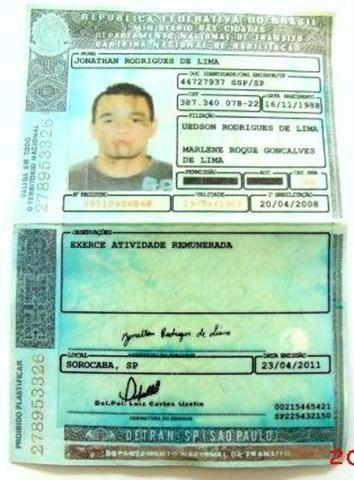 REPÚBLICA FEDERATIVA DO BRASIL
MINISTÉRIO DAS CIDADES
DEPARTAMENTO NACIONAL DE TRÂNSITO
CARTEIRA NACIONAL DE HABILITAÇÃO
NOME
JONATHAN RODRIGUES DE LIMA
DOC IDENTIDADE/ORG EMISSOR/UF
44727937 SSP/SP
CPF
DATA NASCIMENTO
387.340.078-22
16/11/1988
FILIAÇÃO
UEDSON RODRIGUES DE LIMA
MARLENE ROQUE GONCALVES DE LIMA
PERMISSÃO
ACC
CAT HAB
Nº REGISTRO
VALIDADE
1ª HABILITAÇÃO
20/04/2008
VÁLIDA EM TODO
O TERRITÓRIO NACIONAL
278953326
OBSERVAÇÕES
EXERCE ATIVIDADE REMUNERADA
Jonathan Rodrigues de Lima
LOCAL
DATA EMISSÃO
SOROCABA, SP
23/04/2011
Del.Pol. Luiz Carlos Uzelin
ASSINATURA DO EMISSOR
00215465421
SP225432150
PROIBIDO PLASTIFICAR
278953326
DETRAN SP (SÃO PAULO)
DEPARTAMENTO NACIONAL DE TRANSITO
20